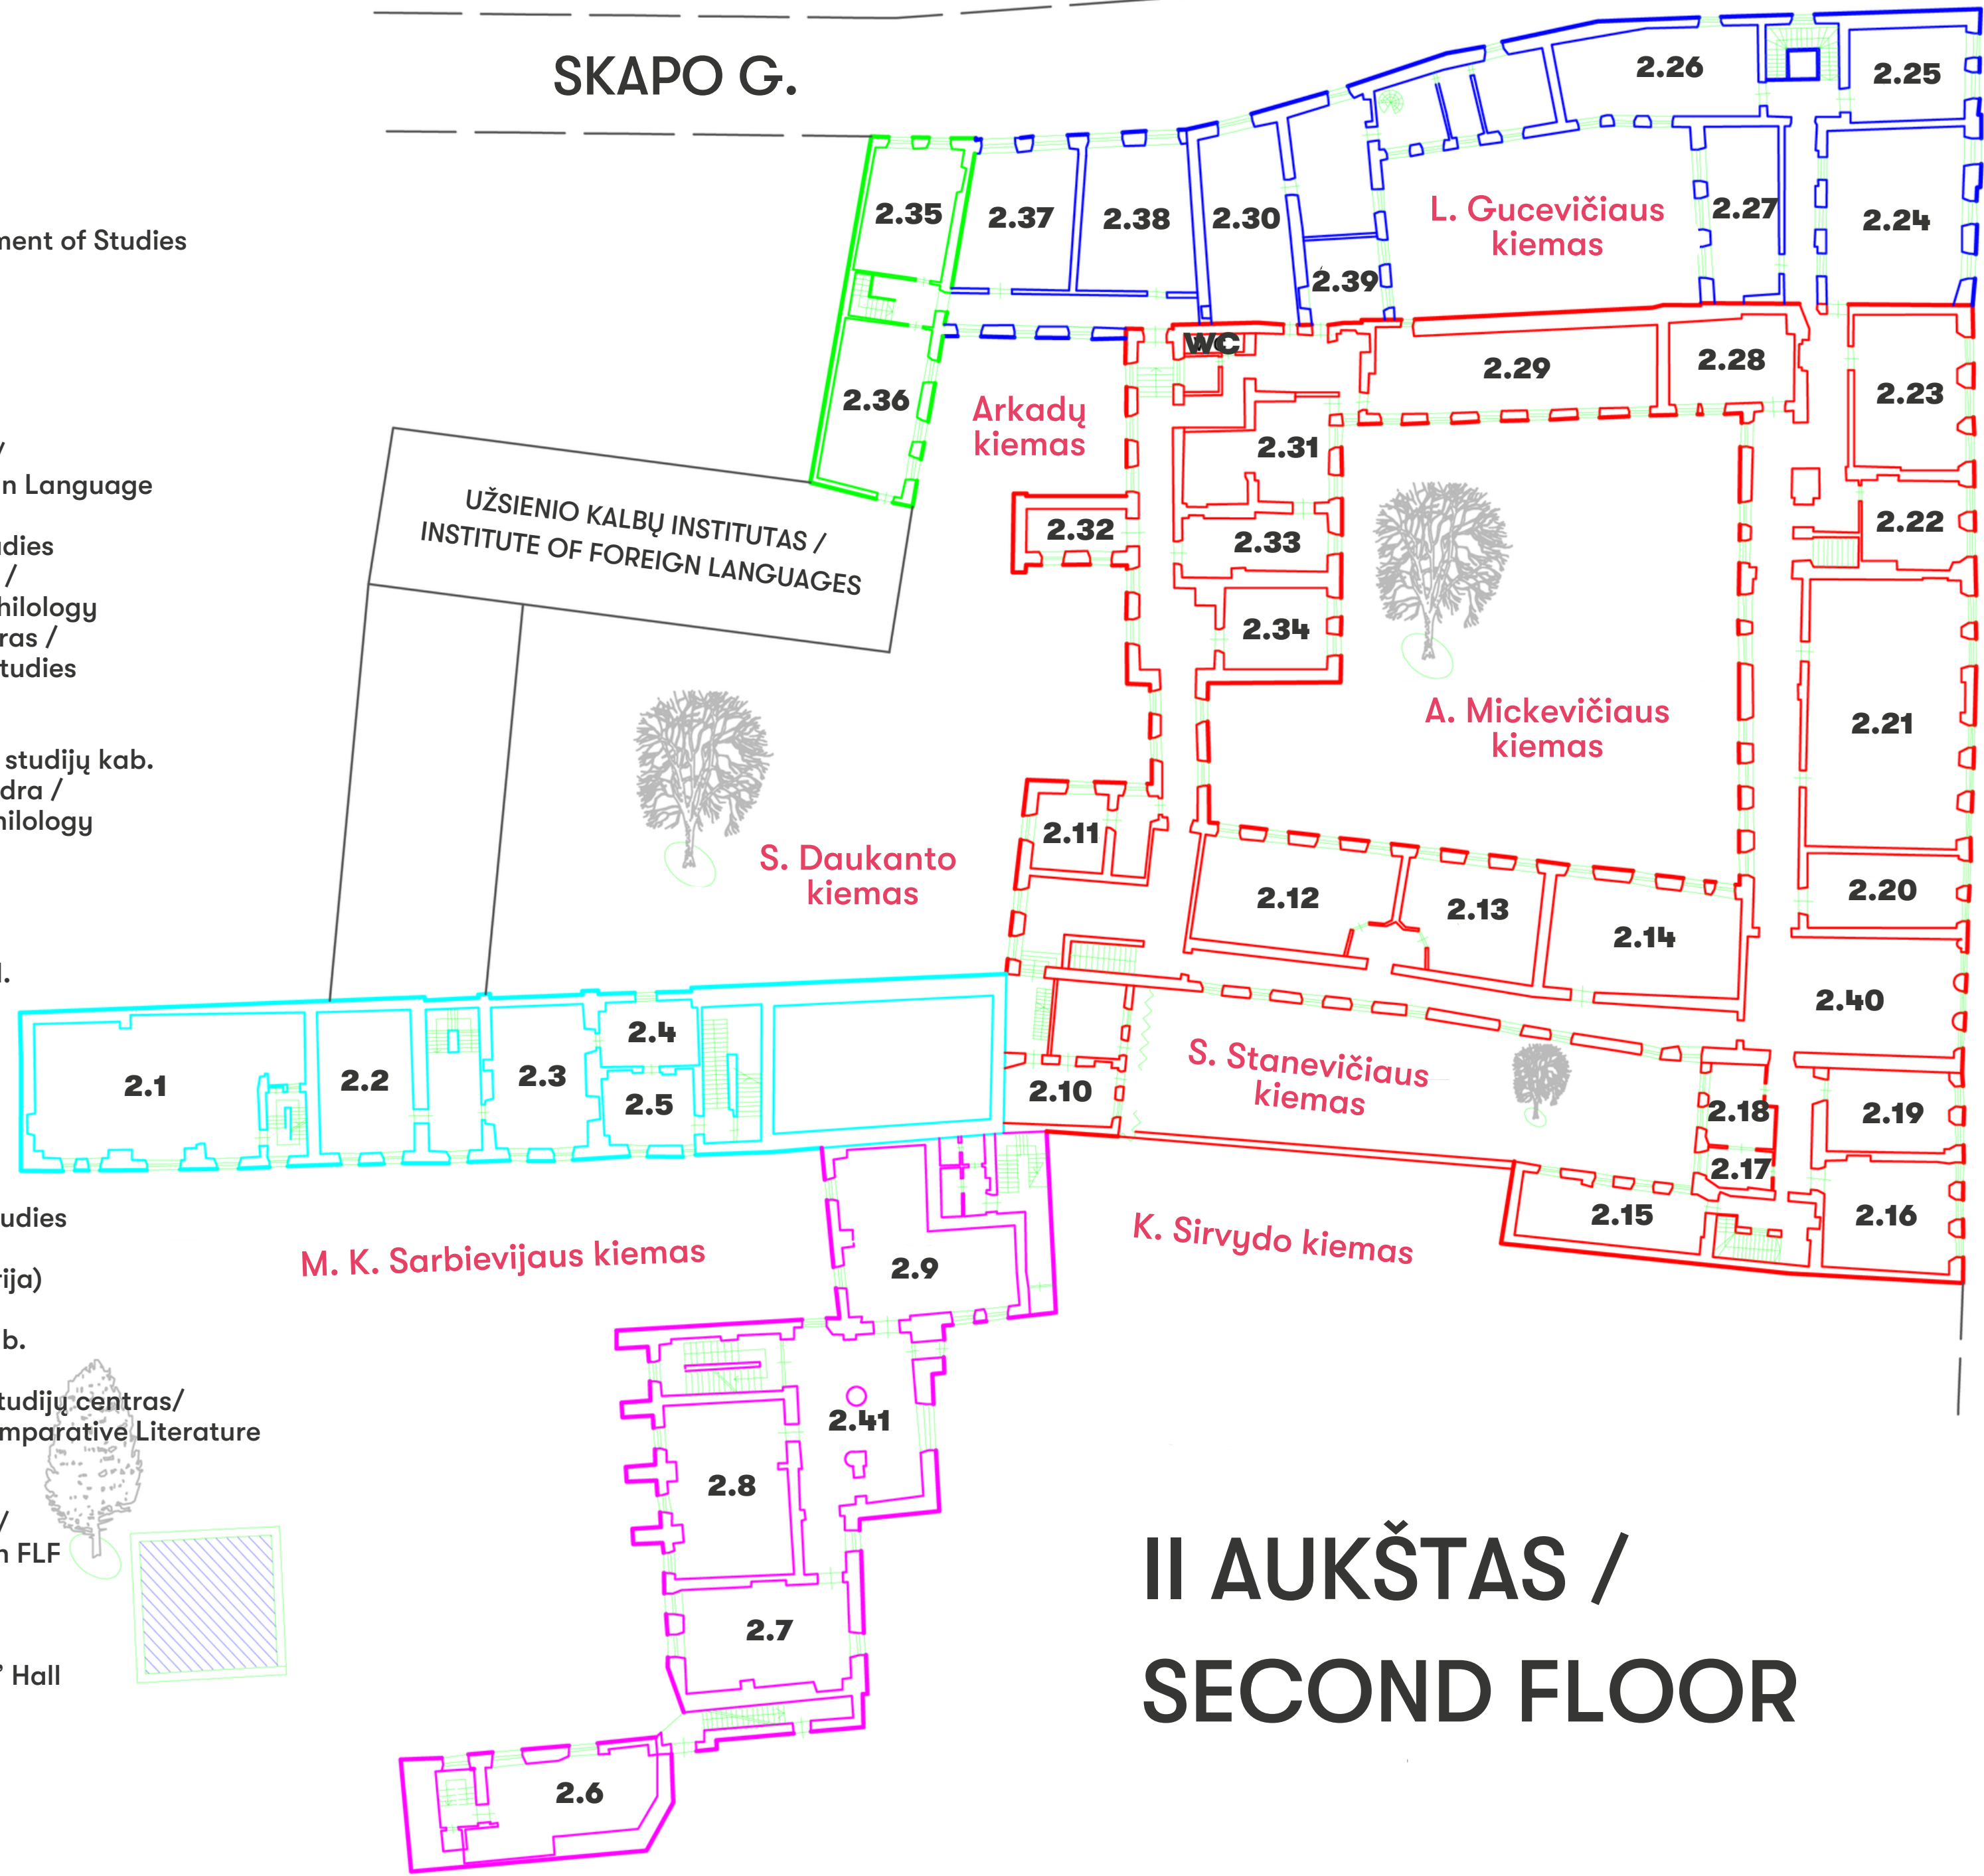 SKAPO G.
2.26
2.25
2.35
2.37
2.38
2.30
L. Gucevičiaus
kiemas
2.27
2.24
2.39
ment of Studies
WC
2.29
2.28
2.23
2.36
Arkadų
kiemas
2.31
/
n Language
UŽSIENIO KALBŲ INSTITUTAS /
INSTITUTE OF FOREIGN LANGUAGES
2.32
2.33
2.22
udies
/
hilology
ras /
tudies
2.34
A. Mickevičiaus
kiemas
2.21
studijų kab.
dra /
hilology
S. Daukanto
kiemas
2.11
2.12
2.13
2.14
2.20
2.40
2.1
2.2
2.3
2.4
2.5
2.10
S. Stanevičiaus
kiemas
2.18
2.17
2.19
2.15
2.16
udies
M. K. Sarbievijaus kiemas
2.9
K. Sirvydo kiemas
rija)
b.
tudijų centras/
mparative Literature
2.41
2.8
/
n FLF
2.7
II AUKŠTAS /
SECOND FLOOR
’ Hall
2.6